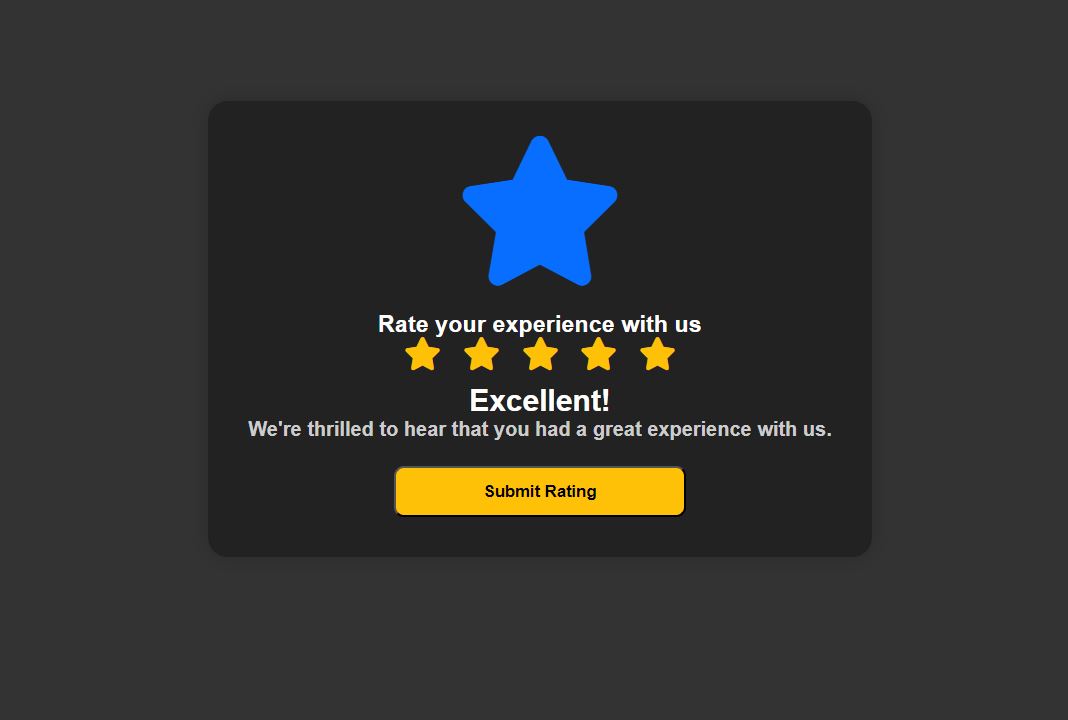 Rate your experience with us
Excellent!
We're thrilled to hear that you had a great experience with us.
Submit Rating